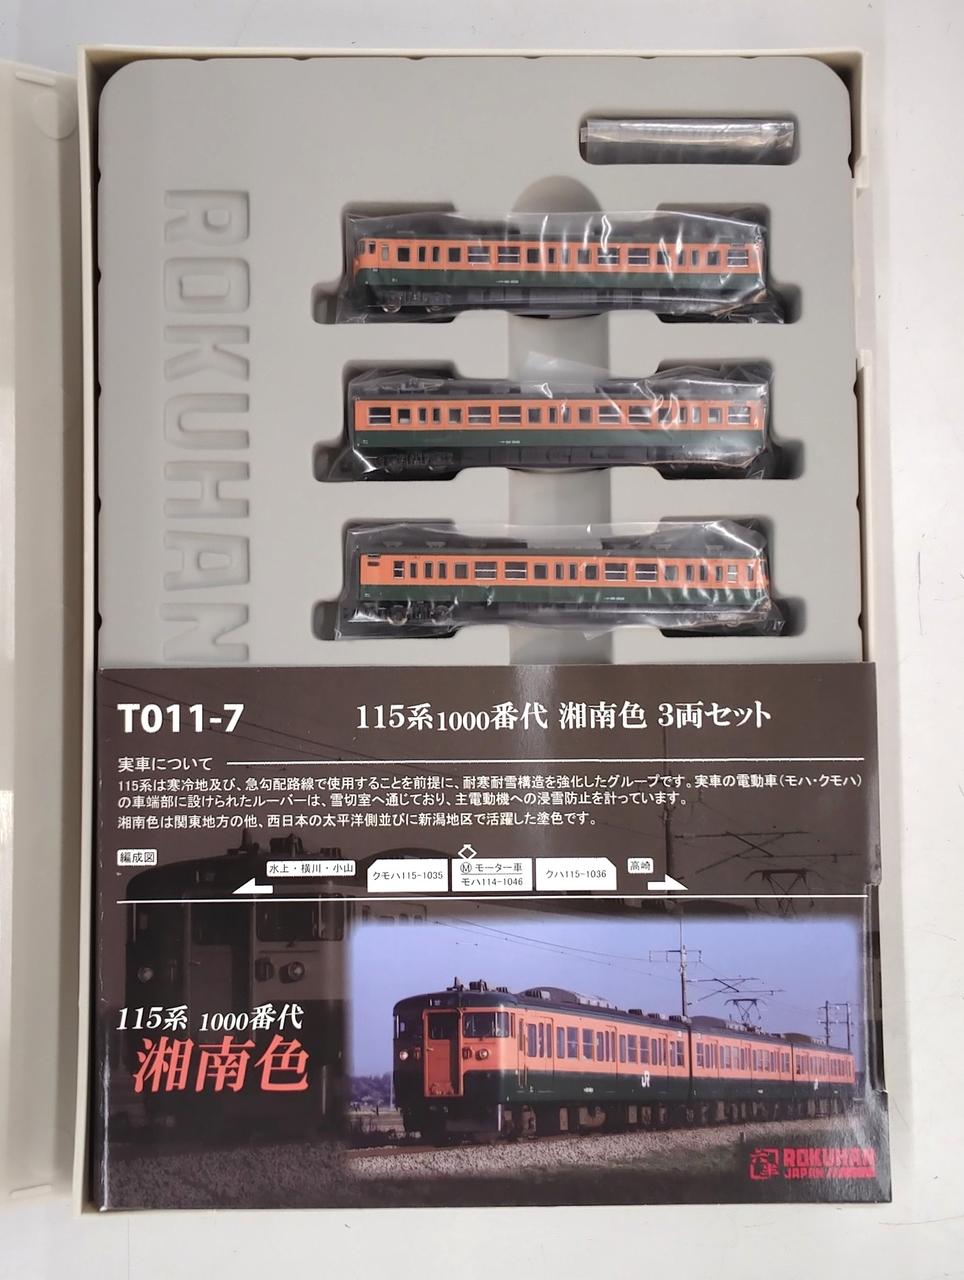 ROKUHAN
T011-7
115系1000番代 湘南色 3両セット
実車について
115系は寒冷地及び、急勾配路線で使用することを前提に、耐寒耐雪構造を強化したグループです。実車の電動車（モハ・クモハ）
の車端部に設けられたルーバーは、雪切室へ通じており、主電動機への浸雪防止を計っています。
湘南色は関東地方の他、西日本の太平洋側並びに新潟地区で活躍した塗色です。
編成図
水上・横川・小山
クモハ115-1035
Ⓜ モーター車
モハ114-1046
クハ115-1036
高崎
115系 1000番代
湘南色
JR
六半
ROKUHAN
JAPAN